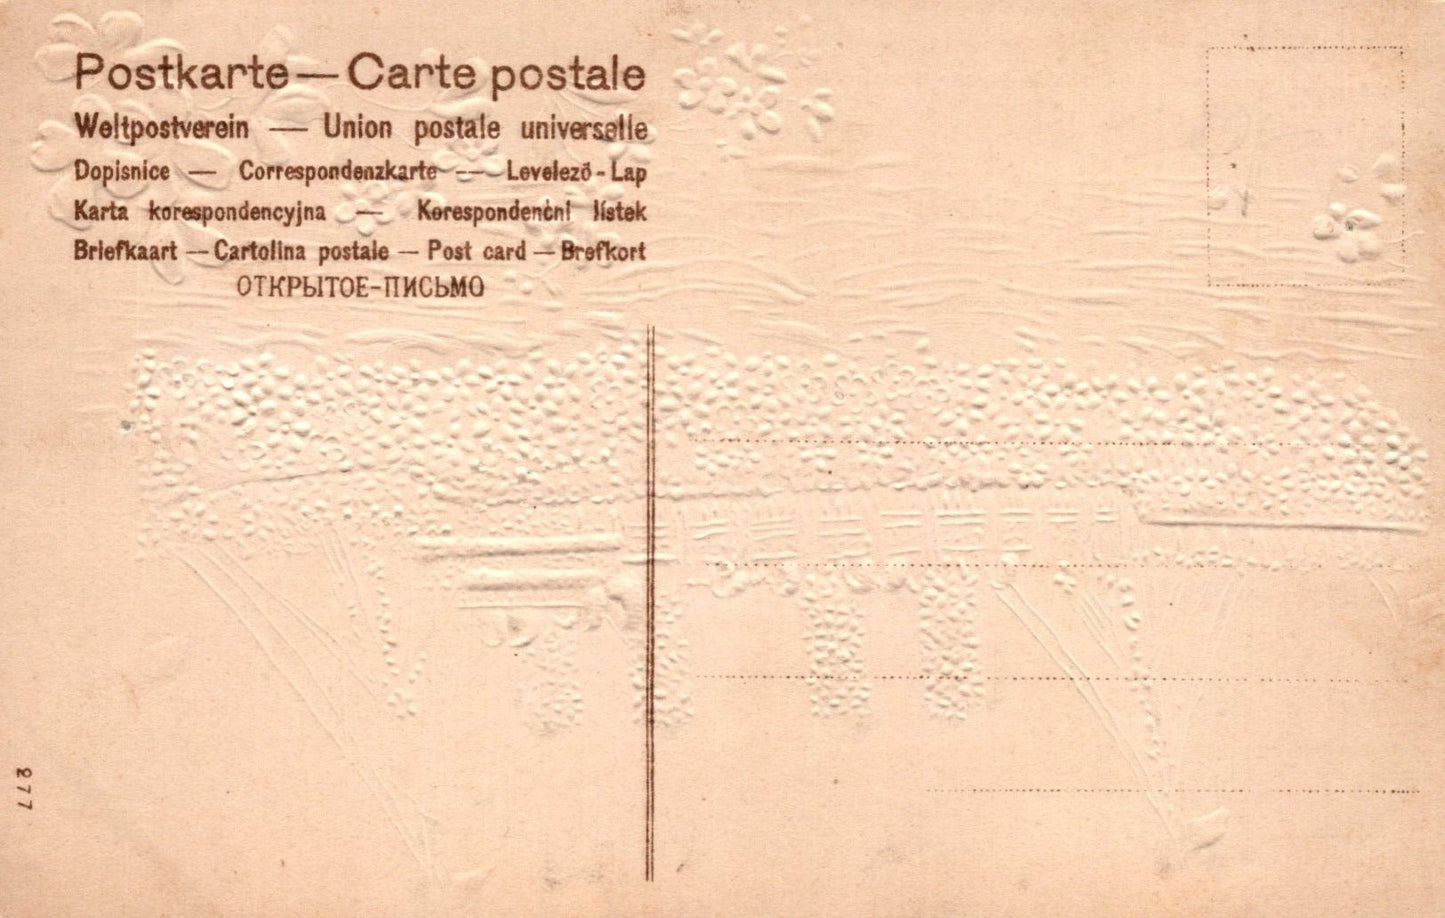 Postkarte — Carte postale
Weltpostverein — Union postale universelle
Dopisnice — Correspondenzkarte — Levelező-Lap
Karta korespondencyjna — Korespondenční lístek
Briefkaart — Cartolina postale — Post card — Brefkort
ОТКРЫТОЕ-ПИСЬМО
277